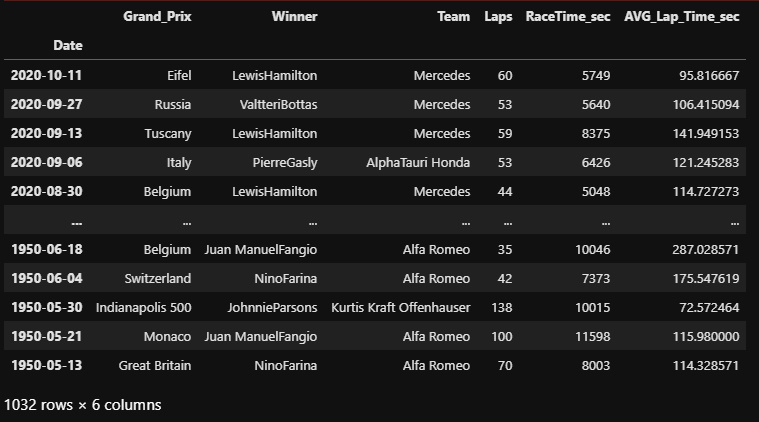 Grand_Prix Winner Team Laps RaceTime_sec AVG_Lap_Time_sec
Date
2020-10-11 Eifel LewisHamilton Mercedes 60 5749 95.816667
2020-09-27 Russia ValtteriBottas Mercedes 53 5640 106.415094
2020-09-13 Tuscany LewisHamilton Mercedes 59 8375 141.949153
2020-09-06 Italy PierreGasly AlphaTauri Honda 53 6426 121.245283
2020-08-30 Belgium LewisHamilton Mercedes 44 5048 114.727273
... ... ... ... ... ... ...
1950-06-18 Belgium Juan ManuelFangio Alfa Romeo 35 10046 287.028571
1950-06-04 Switzerland NinoFarina Alfa Romeo 42 7373 175.547619
1950-05-30 Indianapolis 500 JohnnieParsons Kurtis Kraft Offenhauser 138 10015 72.572464
1950-05-21 Monaco Juan ManuelFangio Alfa Romeo 100 11598 115.980000
1950-05-13 Great Britain NinoFarina Alfa Romeo 70 8003 114.328571
1032 rows × 6 columns